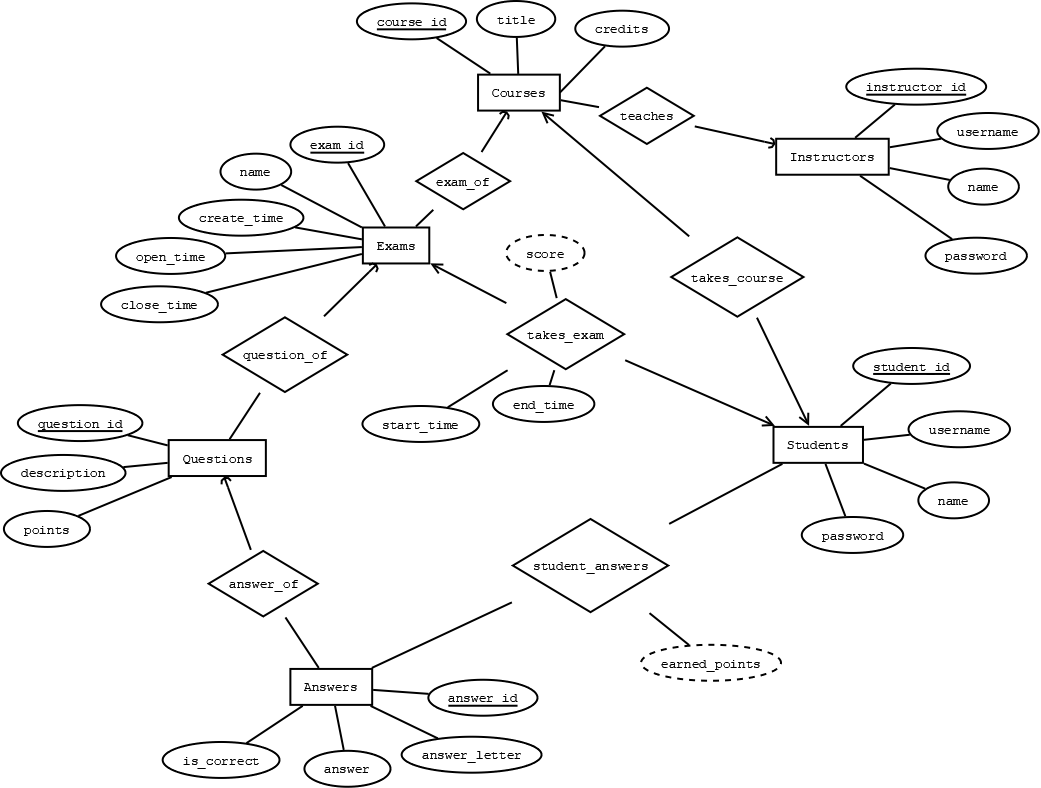 course_id
title
credits
Courses
instructor_id
teaches
username
exam_id
Instructors
name
exam_of
name
create_time
Exams
score
open_time
password
takes_course
close_time
takes_exam
question_of
student_id
end_time
start_time
question_id
username
Students
Questions
description
name
points
password
student_answers
answer_of
earned_points
Answers
answer_id
answer_letter
is_correct
answer